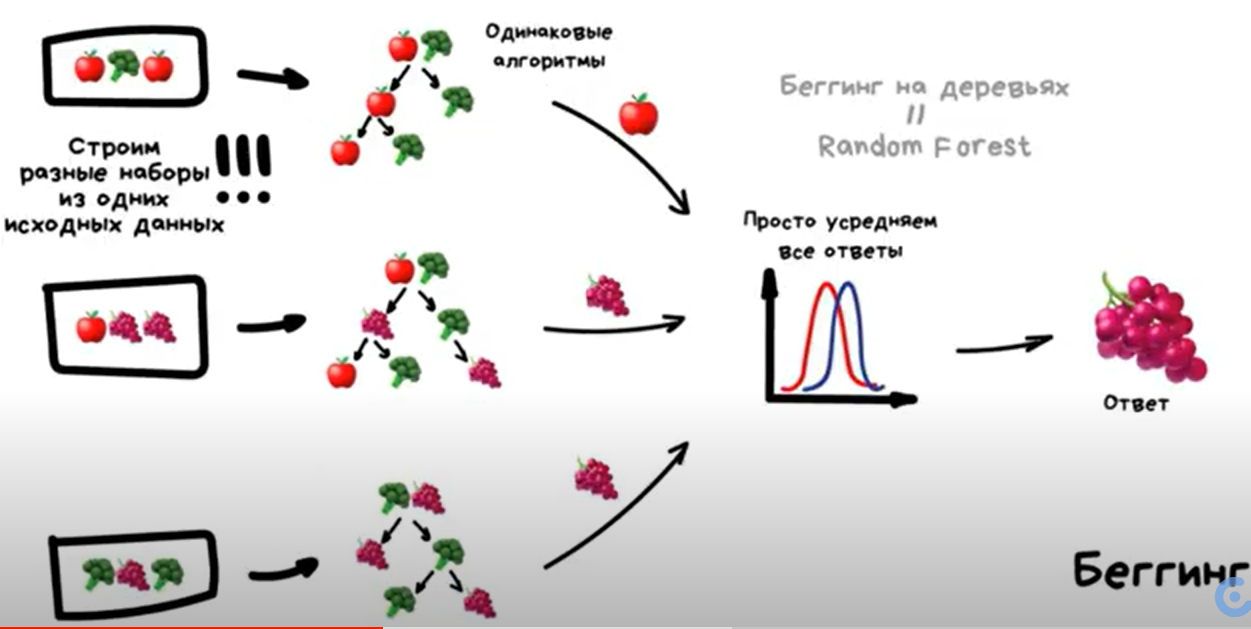 Одинаковые
алгоритмы
Строим
разные наборы
из одних
исходных данных
!!!
Беггинг на деревьях
=
Random Forest
Просто усредняем
все ответы
Ответ
Беггинг